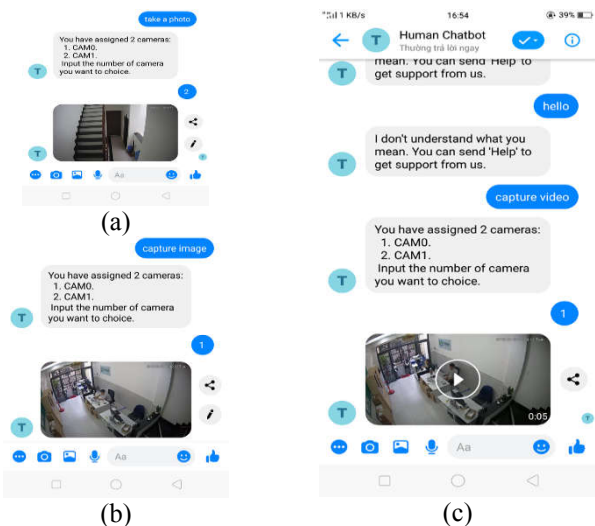 take a photo
You have assigned 2 cameras:
1. CAM0.
2. CAM1.
Input the number of camera
you want to choice.
2
T
T
Aa
(a)
capture image
You have assigned 2 cameras:
1. CAM0.
2. CAM1.
Input the number of camera
you want to choice.
T
1
T
Aa
(b)
1 KB/s
16:54
39%
T
Human Chatbot
Thường trả lời ngay
mean. You can send 'Help' to
get support from us.
T
hello
I don't understand what you
mean. You can send 'Help' to
get support from us.
T
capture video
You have assigned 2 cameras:
1. CAM0.
2. CAM1.
Input the number of camera
you want to choice.
T
1
0:05
T
T
Aa
(c)